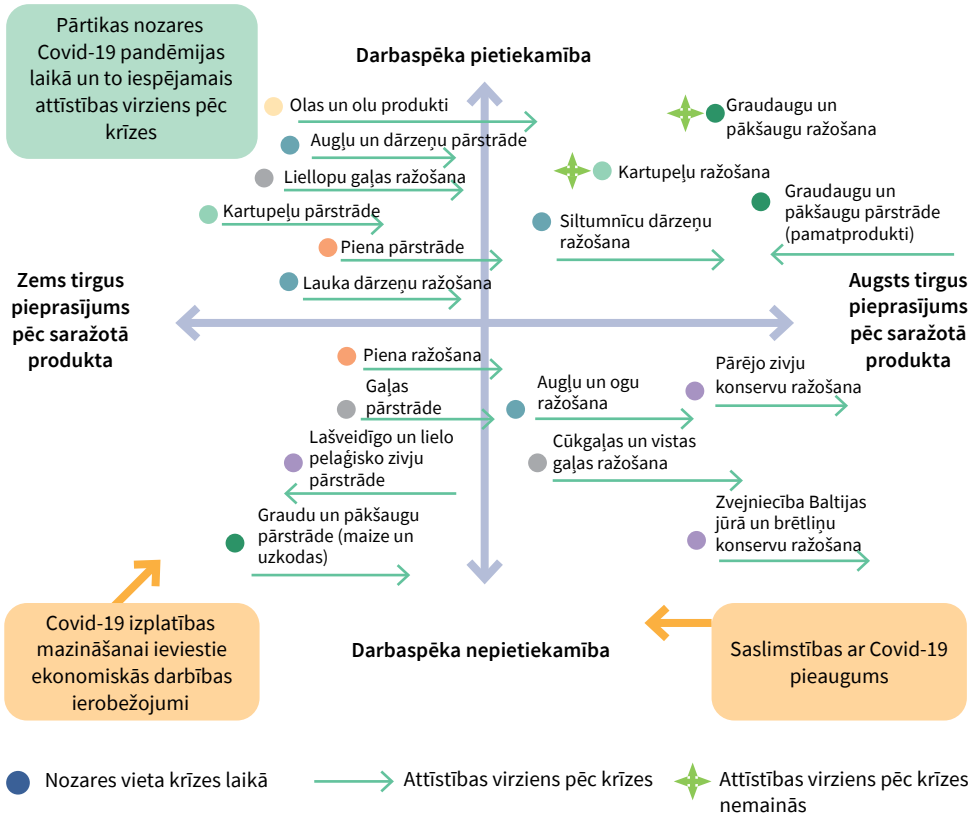 Pārtikas nozares
Covid-19 pandēmijas
laikā un to iespējamais
attīstības virziens pēc
krīzes
Darbaspēka pietiekamība
Olas un olu produkti
Augļu un dārzeņu pārstrāde
Liellopu gaļas ražošana
Kartupeļu pārstrāde
Piena pārstrāde
Lauka dārzeņu ražošana
Graudaugu un
pākšaugu ražošana
Kartupeļu ražošana
Siltumnīcu dārzeņu
ražošana
Graudaugu un
pākšaugu pārstrāde
(pamatprodukti)
Zems tirgus
pieprasījums
pēc saražotā
produkta
Augsts tirgus
pieprasījums
pēc saražotā
produkta
Piena ražošana
Gaļas
pārstrāde
Lašveidīgo un lielo
pelaģisko zivju
pārstrāde
Graudu un pākšaugu
pārstrāde (maize un
uzkodas)
Augļu un ogu
ražošana
Pārējo zivju
konservu ražošana
Cūkgaļas un vistas
gaļas ražošana
Zvejniecība Baltijas
jūrā un brētliņu
konservu ražošana
Covid-19 izplatības
mazināšanai ieviestie
ekonomiskās darbības
ierobežojumi
Darbaspēka nepietiekamība
Saslimstības ar Covid-19
pieaugums
Nozares vieta krīzes laikā
Attīstības virziens pēc krīzes
Attīstības virziens pēc krīzes
nemainās